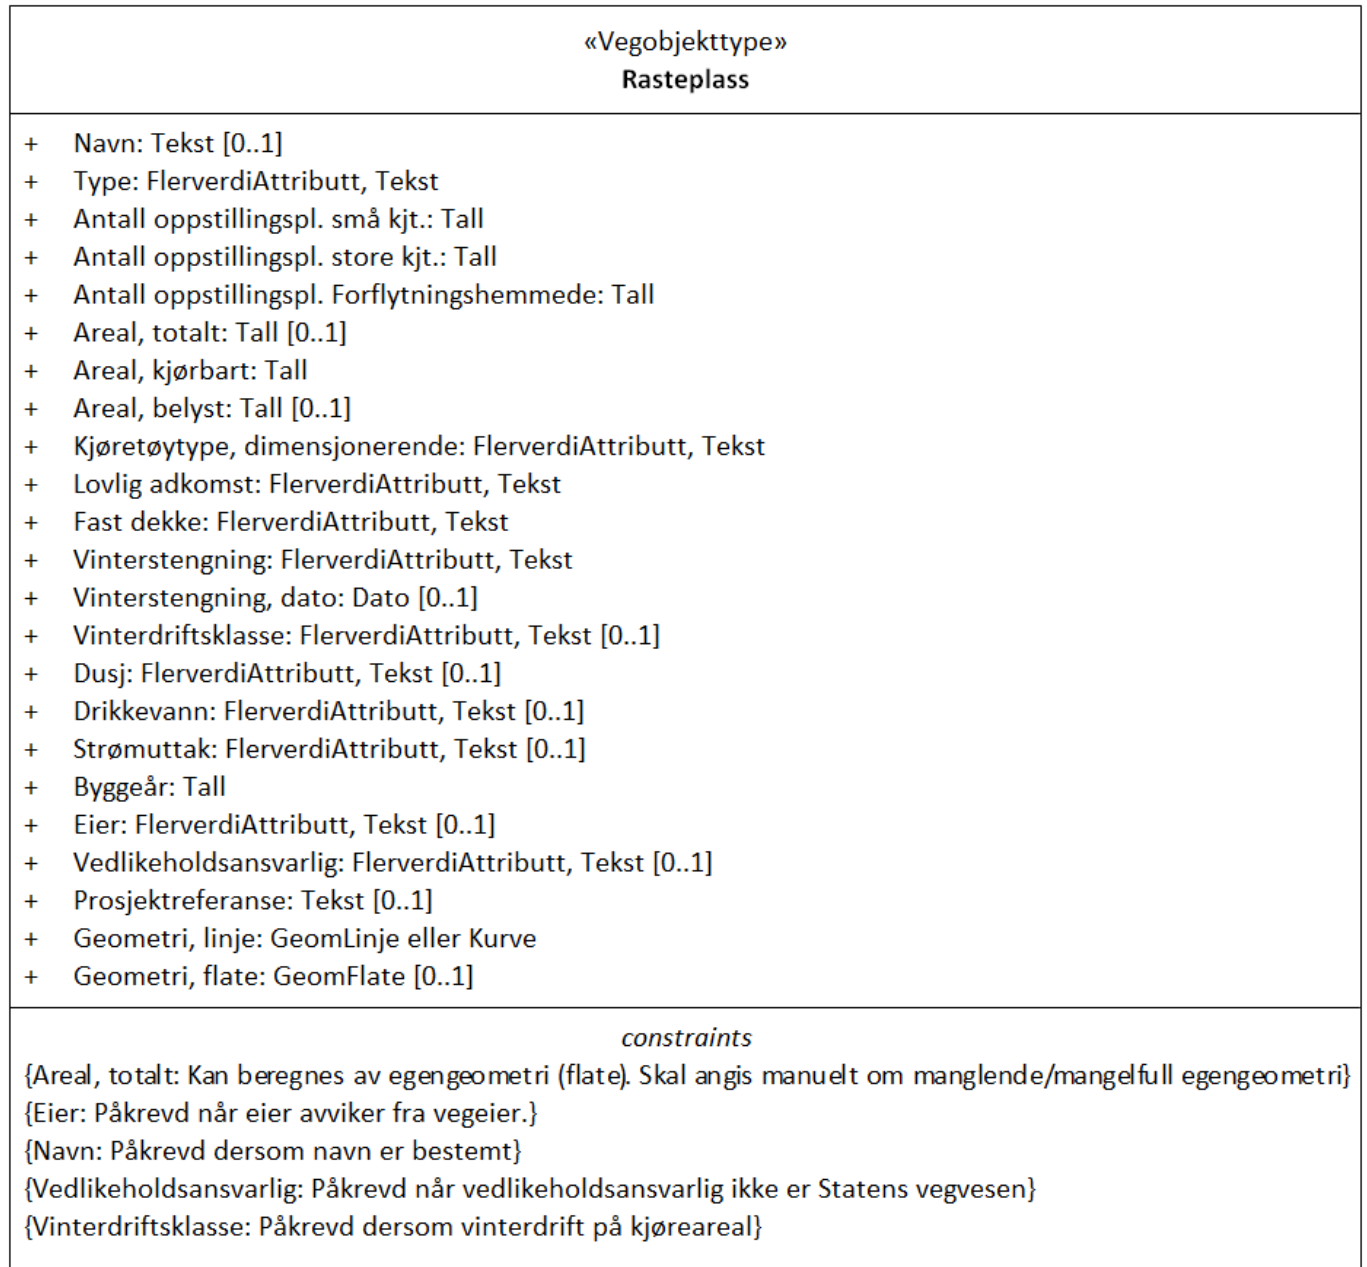 «Vegobjekttype»
Rasteplass
+ Navn: Tekst [0..1]
+ Type: FlerverdiAttributt, Tekst
+ Antall oppstillingspl. små kjt.: Tall
+ Antall oppstillingspl. store kjt.: Tall
+ Antall oppstillingspl. Forflytningshemmede: Tall
+ Areal, totalt: Tall [0..1]
+ Areal, kjørbart: Tall
+ Areal, belyst: Tall [0..1]
+ Kjøretøytype, dimensjonerende: FlerverdiAttributt, Tekst
+ Lovlig adkomst: FlerverdiAttributt, Tekst
+ Fast dekke: FlerverdiAttributt, Tekst
+ Vinterstengning: FlerverdiAttributt, Tekst
+ Vinterstengning, dato: Dato [0..1]
+ Vinterdriftsklasse: FlerverdiAttributt, Tekst [0..1]
+ Dusj: FlerverdiAttributt, Tekst [0..1]
+ Drikkevann: FlerverdiAttributt, Tekst [0..1]
+ Strømuttak: FlerverdiAttributt, Tekst [0..1]
+ Byggeår: Tall
+ Eier: FlerverdiAttributt, Tekst [0..1]
+ Vedlikeholdsansvarlig: FlerverdiAttributt, Tekst [0..1]
+ Prosjektreferanse: Tekst [0..1]
+ Geometri, linje: GeomLinje eller Kurve
+ Geometri, flate: GeomFlate [0..1]
constraints
{Areal, totalt: Kan beregnes av egengeometri (flate). Skal angis manuelt om manglende/mangelfull egengeometri}
{Eier: Påkrevd når eier avviker fra vegeier.}
{Navn: Påkrevd dersom navn er bestemt}
{Vedlikeholdsansvarlig: Påkrevd når vedlikeholdsansvarlig ikke er Statens vegvesen}
{Vinterdriftsklasse: Påkrevd dersom vinterdrift på kjøreareal}